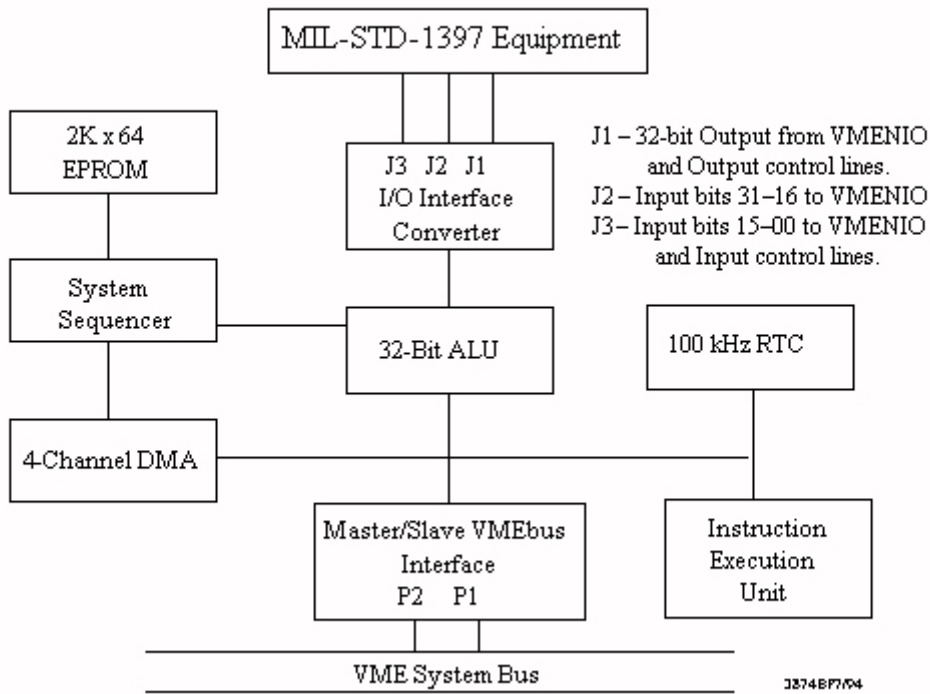 MIL-STD-1397 Equipment
2K x 64
EPROM
J3 J2 J1
I/O Interface
Converter
J1 – 32-bit Output from VMENIO
and Output control lines.
J2 – Input bits 31–16 to VMENIO
J3 – Input bits 15–00 to VMENIO
and Input control lines.
System
Sequencer
32-Bit ALU
100 kHz RTC
4-Channel DMA
Master/Slave VMEbus
Interface
P2 P1
Instruction
Execution
Unit
VME System Bus